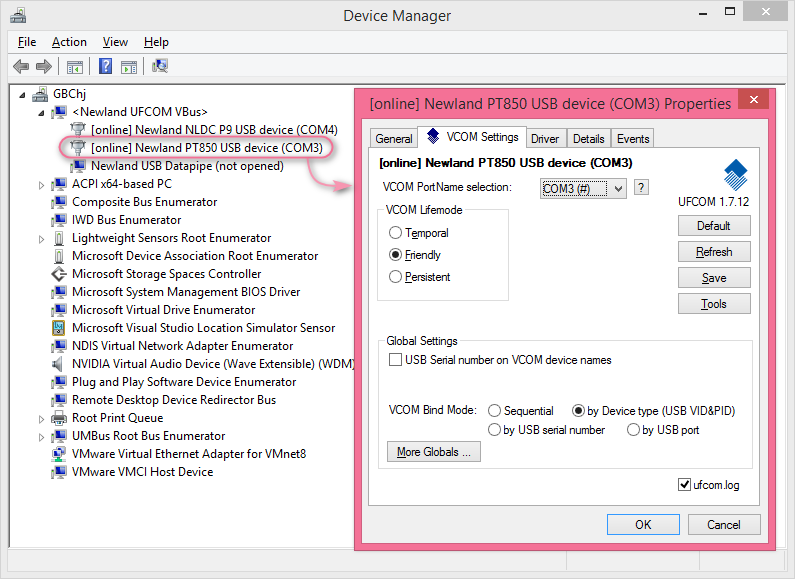 Device Manager
File Action View Help
GBChj
<Newland UFCOM VBus>
[online] Newland NLDC P9 USB device (COM4)
[online] Newland PT850 USB device (COM3)
Newland USB Datapipe (not opened)
ACPI x64-based PC
Composite Bus Enumerator
IWD Bus Enumerator
Lightweight Sensors Root Enumerator
Microsoft Device Association Root Enumerator
Microsoft Storage Spaces Controller
Microsoft System Management BIOS Driver
Microsoft Virtual Drive Enumerator
Microsoft Visual Studio Location Simulator Sensor
NDIS Virtual Network Adapter Enumerator
NVIDIA Virtual Audio Device (Wave Extensible) (WDM)
Plug and Play Software Device Enumerator
Remote Desktop Device Redirector Bus
Root Print Queue
UMBus Root Bus Enumerator
VMware Virtual Ethernet Adapter for VMnet8
VMware VMCI Host Device
[online] Newland PT850 USB device (COM3) Properties
General VCOM Settings Driver Details Events
[online] Newland PT850 USB device (COM3)
VCOM PortName selection: COM3 (#) ?
UFCOM 1.7.12
VCOM Lifemode
Temporal
Friendly
Persistent
Default
Refresh
Save
Tools
Global Settings
USB Serial number on VCOM device names
VCOM Bind Mode: Sequential by Device type (USB VID&PID)
by USB serial number by USB port
More Globals ...
ufcom.log
OK Cancel